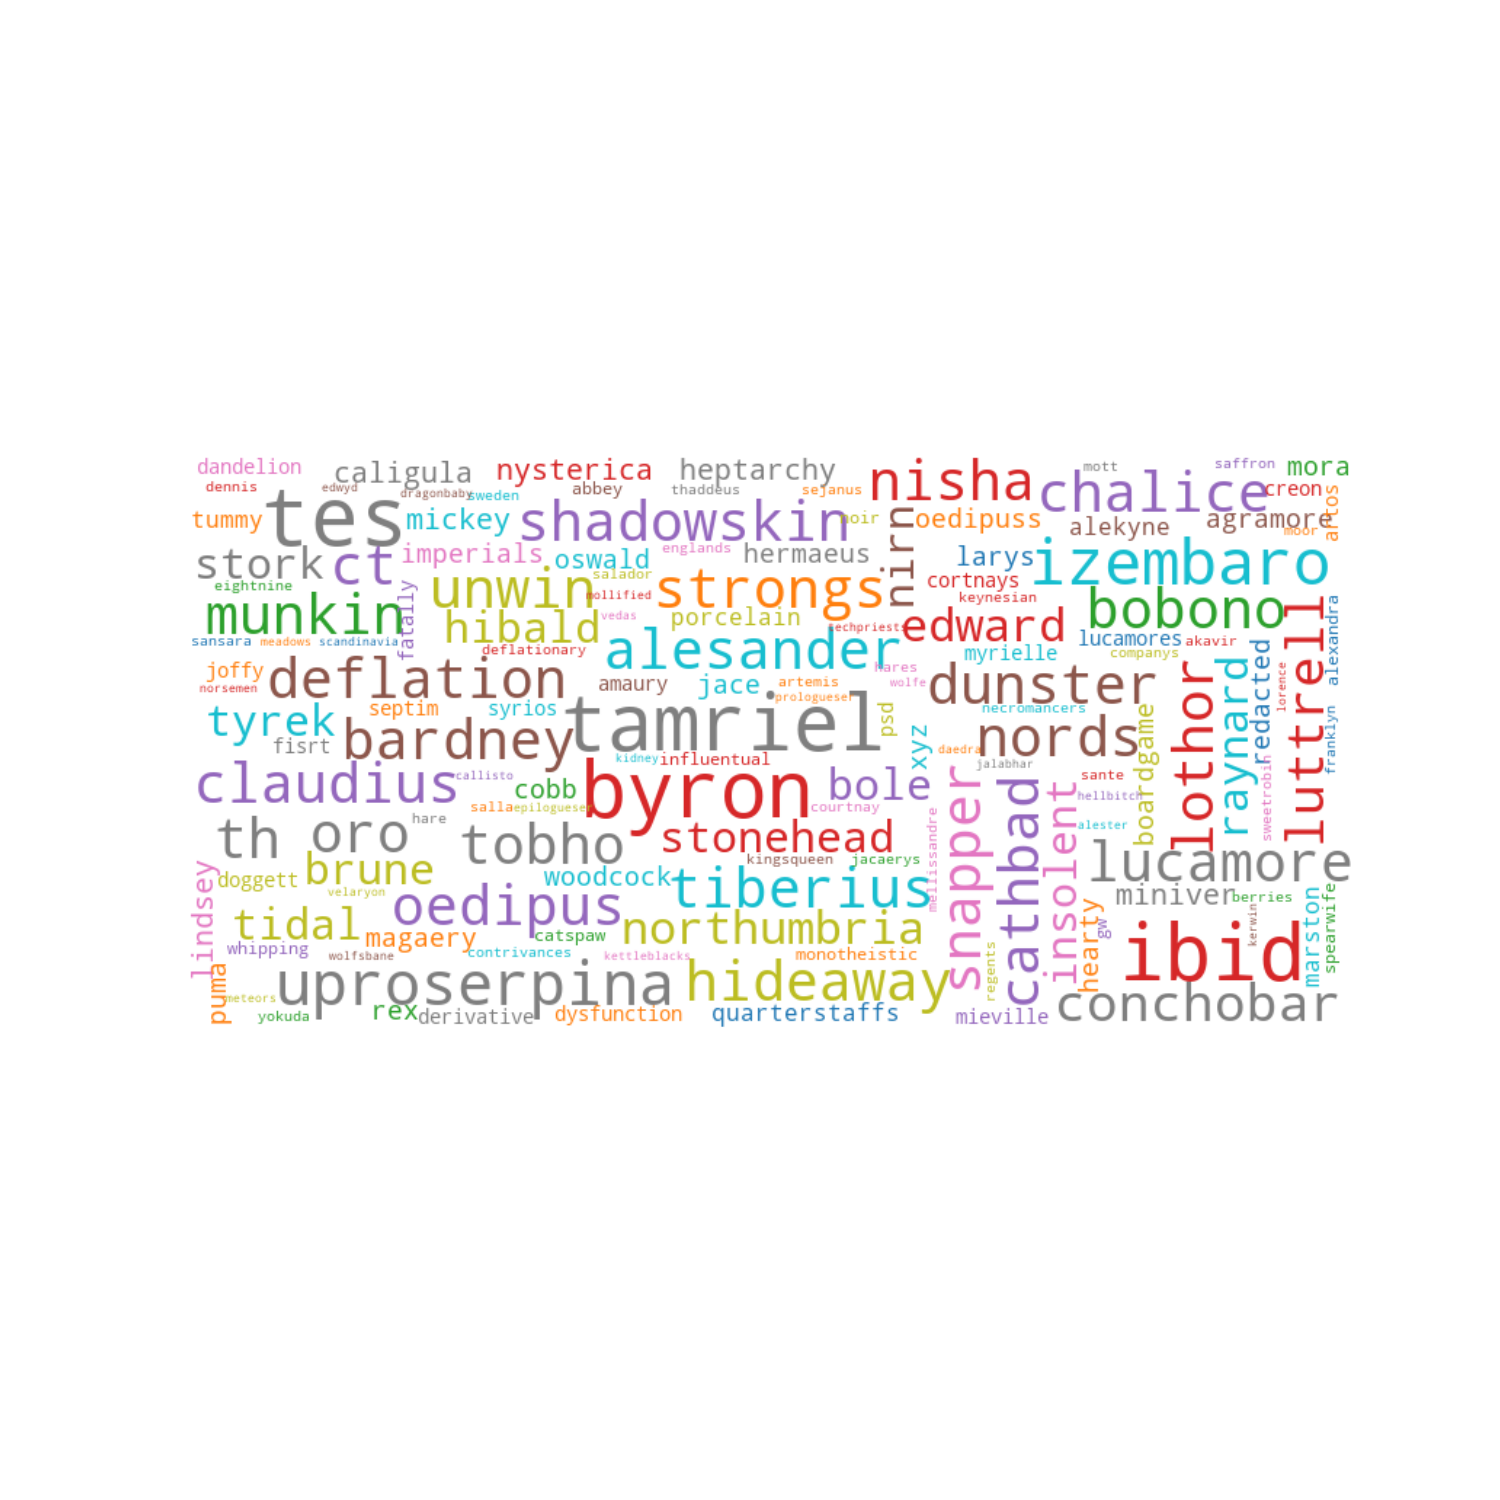 dandelion caligula nysterica heptarchy nisha chalice mott saffron mora
dennis tes edwyd dragonbaby sweden abbey thaddeus sejanus creon artos
tummy mickey shadowskin noir nirn oedipuss alekyne agramore moor
stork ct imperials oswald englands hermaeus larys izembaro
eightnine fatally unwin salador mollified strongs cortnays keynesian bobono luttrell alexandra
munkin hibald vedas porcelain techpriests edward lucamores akavir
sansara meadows scandinavia deflationary alesander hares myrielle companys redacted
joffy deflation amaury jace artemis wolfe dunster lothor raynard lorence
norsemen septim syrios prologueser necromancers
tyrek fisrt bardney tamriel psd xyz nords boardgame franklyn
claudius callisto kidney influentual daedra jalabhar sante sweetrobin
cobb byron bole snapper cathbad insolent hellbitch
salla epilogueser courtnay mellissandre alester
th oro hare tobho stonehead lucamore
lindsey doggett brune kingsqueen jacaerys
velaryon woodcock tiberius miniver berries
tidal oedipus northumbria hearty gw kerwin marston spearwife
whipping magaery catspaw ibid
wolfsbane contrivances kettleblacks monotheistic regents
puma meteors uproserpina hideaway conchobar
yokuda rex derivative dysfunction quarterstaffs mieville